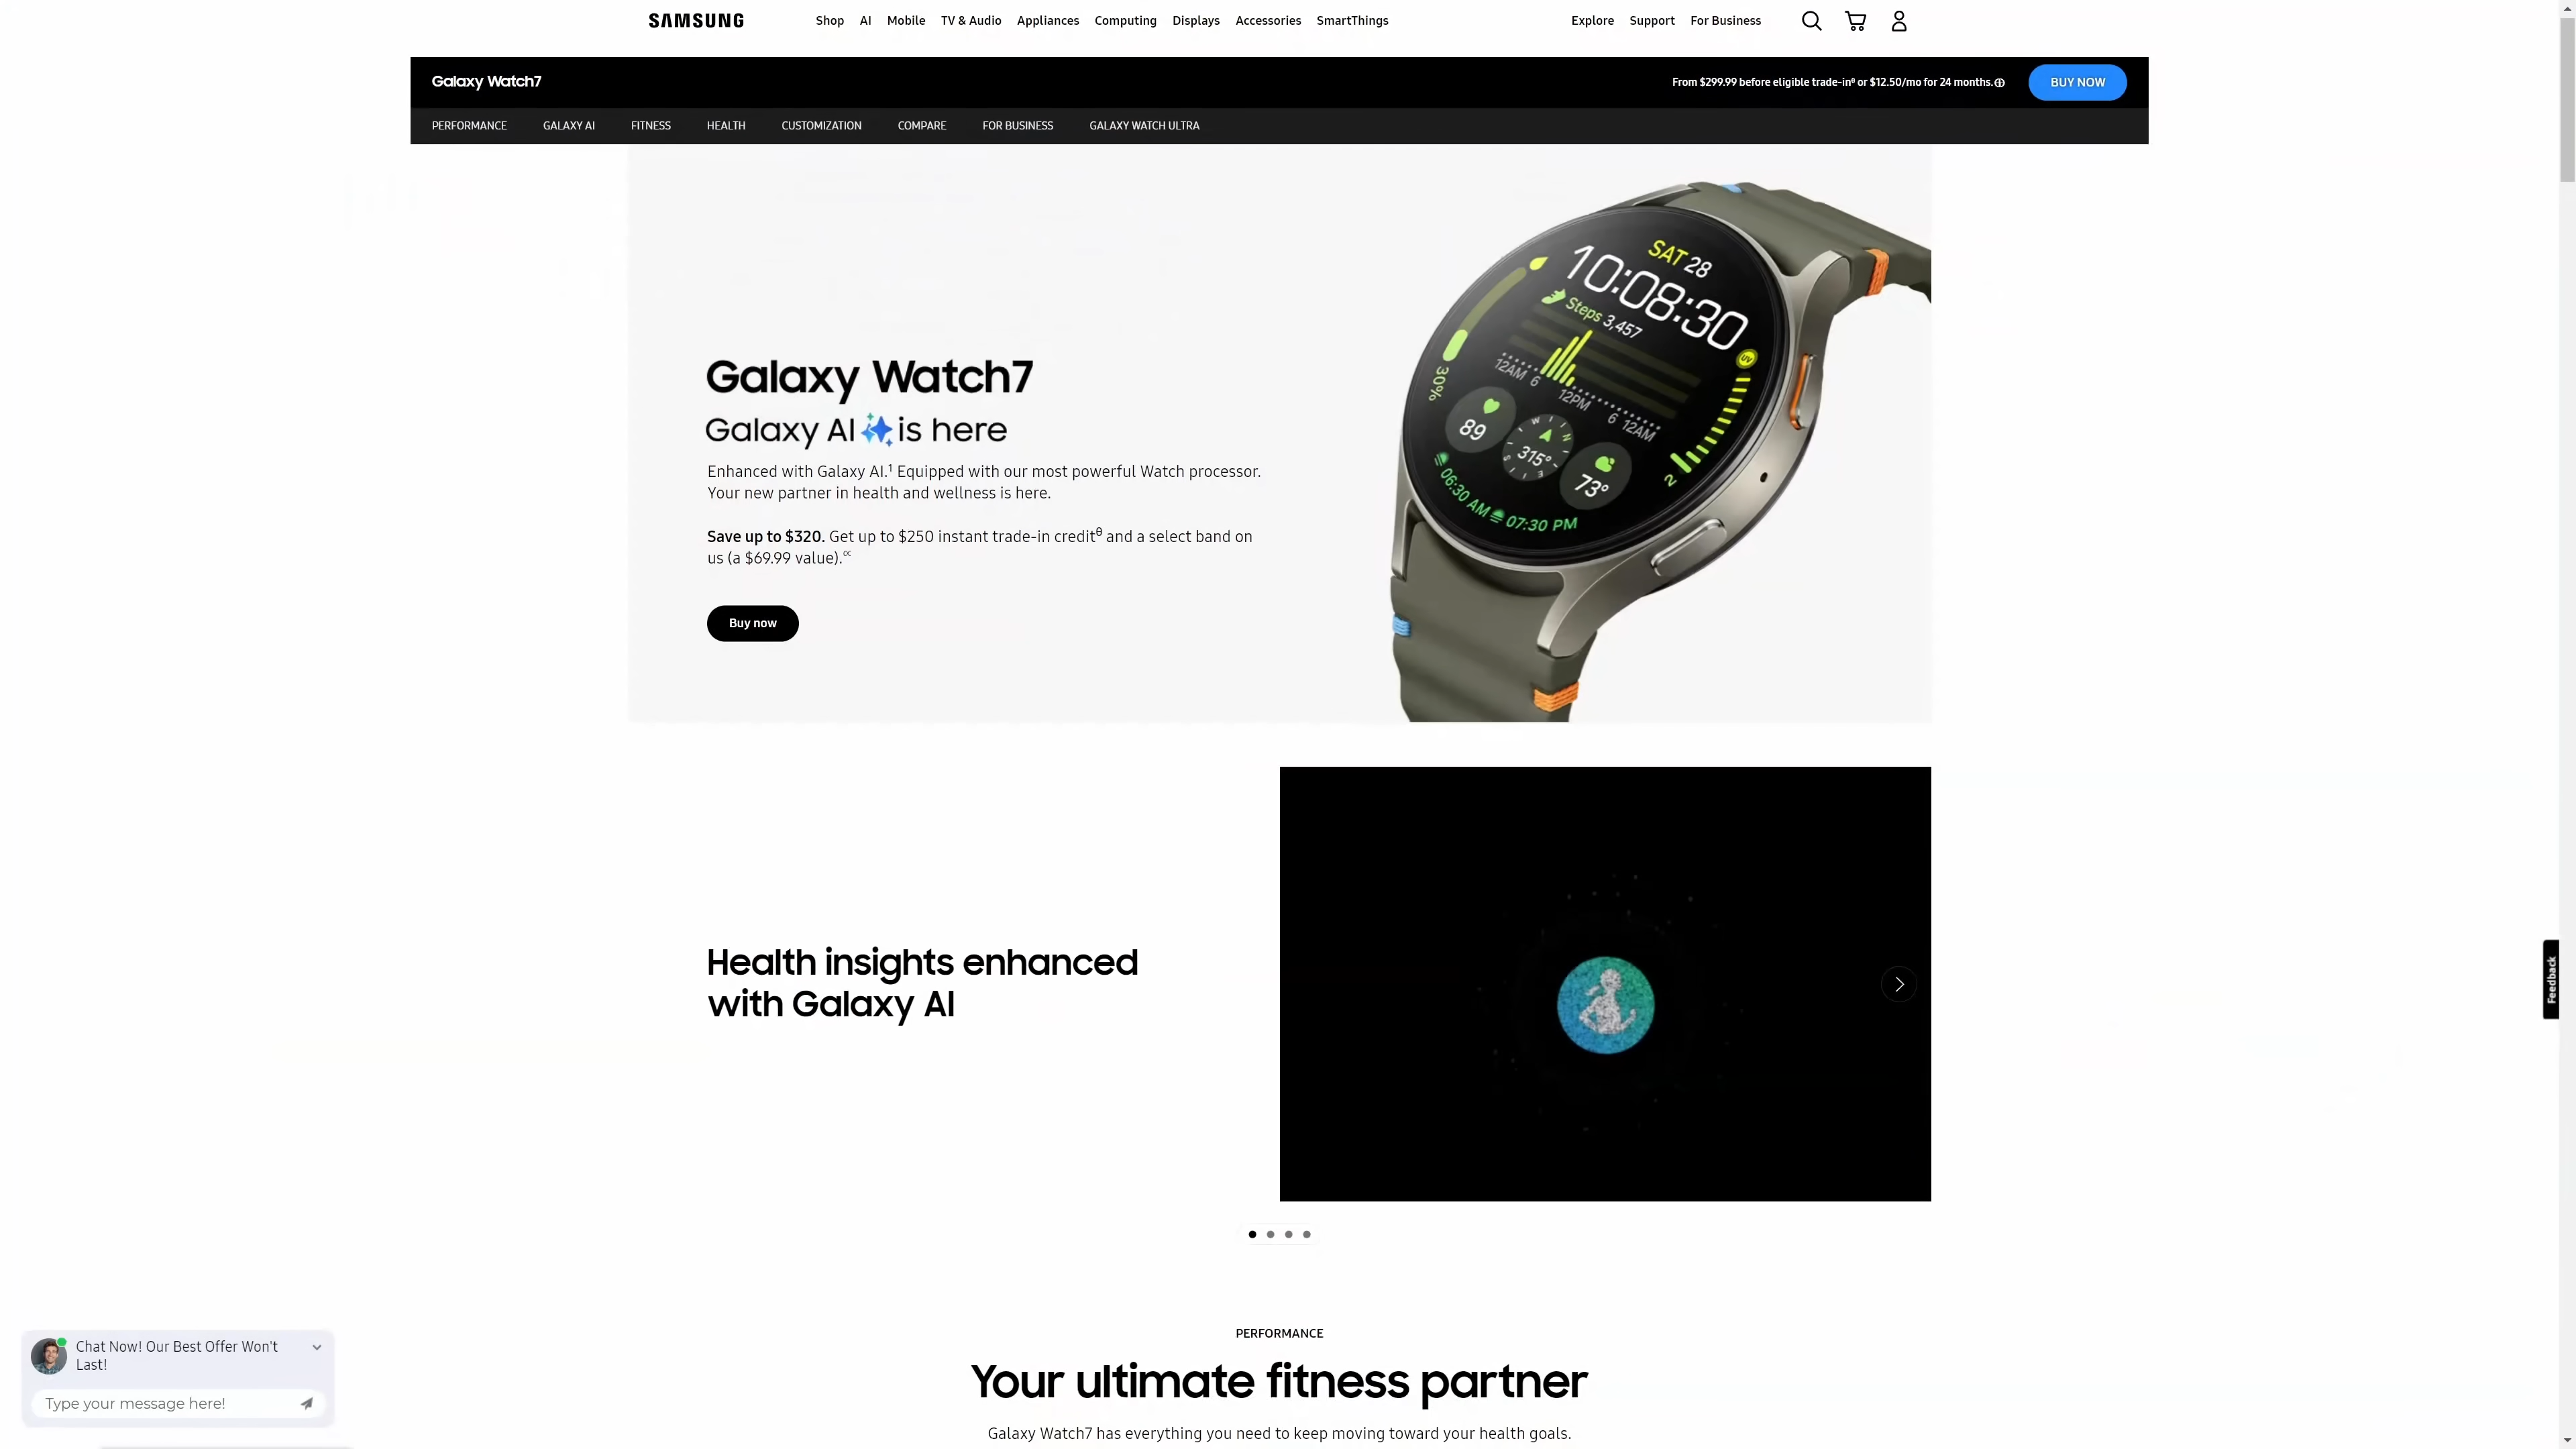 SAMSUNG
Shop AI Mobile TV & Audio Appliances Computing Displays Accessories SmartThings
Explore Support For Business
Galaxy Watch7
From $299.99 before eligible trade-in⁰ or $12.50/mo for 24 months.
BUY NOW
PERFORMANCE GALAXY AI FITNESS HEALTH CUSTOMIZATION COMPARE FOR BUSINESS GALAXY WATCH ULTRA
SAT 28
10:08:30
Steps 3,457
UV
12AM 6 12PM 6 12AM
30%
2
89
N
W
S
E
315°
73°
06:30 AM 07:30 PM
Galaxy Watch7
Galaxy AI is here
Enhanced with Galaxy AI.¹ Equipped with our most powerful Watch processor.
Your new partner in health and wellness is here.
Save up to $320. Get up to $250 instant trade-in creditᶿ and a select band on
us (a $69.99 value).∝
Buy now
Health insights enhanced
with Galaxy AI
Feedback
PERFORMANCE
Your ultimate fitness partner
Galaxy Watch7 has everything you need to keep moving toward your health goals.
Chat Now! Our Best Offer Won't
Last!
Type your message here!